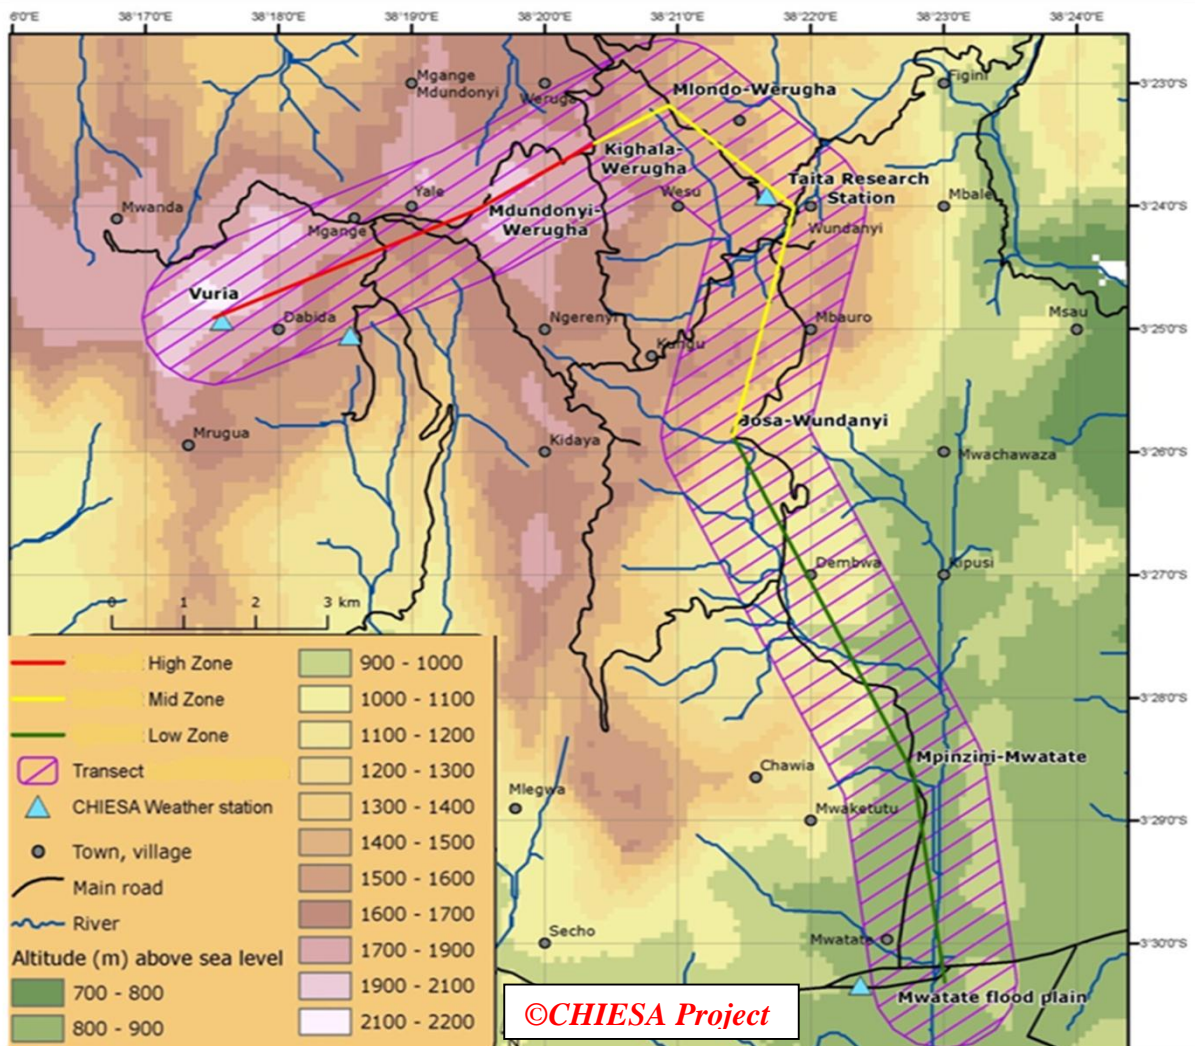 6'0"E 38°17'0"E 38°18'0"E 38°19'0"E 38°20'0"E 38°21'0"E 38°22'0"E 38°23'0"E 38°24'0"E
Mgange
Mdundonyi
Weruga
Mlondo-Werugha
Figini
3°23'0"S
Kighala-
Werugha
Taita Research
Station
Mwanda
Yale
Wesu
Mbale
3°24'0"S
Mgange
Mdundonyi-
Werugha
Wundanyi
Vuria
Dabida
Ngerenyi
Mbauro
Msau
3°25'0"S
Kungu
Josa-Wundanyi
Mrugua
Kidaya
Mwachawaza
3°26'0"S
Dembwa
Kipusi
3°27'0"S
0 1 2 3 km
3°28'0"S
Mpinzini-Mwatate
Chawia
Mlegwa
Mwaketutu
3°29'0"S
Secho
Mwatate
3°30'0"S
Mwatate flood plain
High Zone
Mid Zone
Low Zone
Transect
CHIESA Weather station
Town, village
Main road
River
Altitude (m) above sea level
700 - 800
800 - 900
900 - 1000
1000 - 1100
1100 - 1200
1200 - 1300
1300 - 1400
1400 - 1500
1500 - 1600
1600 - 1700
1700 - 1900
1900 - 2100
2100 - 2200
©CHIESA Project